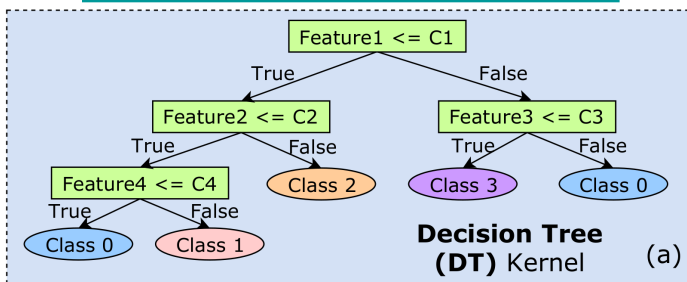 Feature1 <= C1
True
False
Feature2 <= C2
Feature3 <= C3
True
False
True
False
Feature4 <= C4
Class 2
Class 3
Class 0
True
False
Class 0
Class 1
Decision Tree
(DT) Kernel
(a)